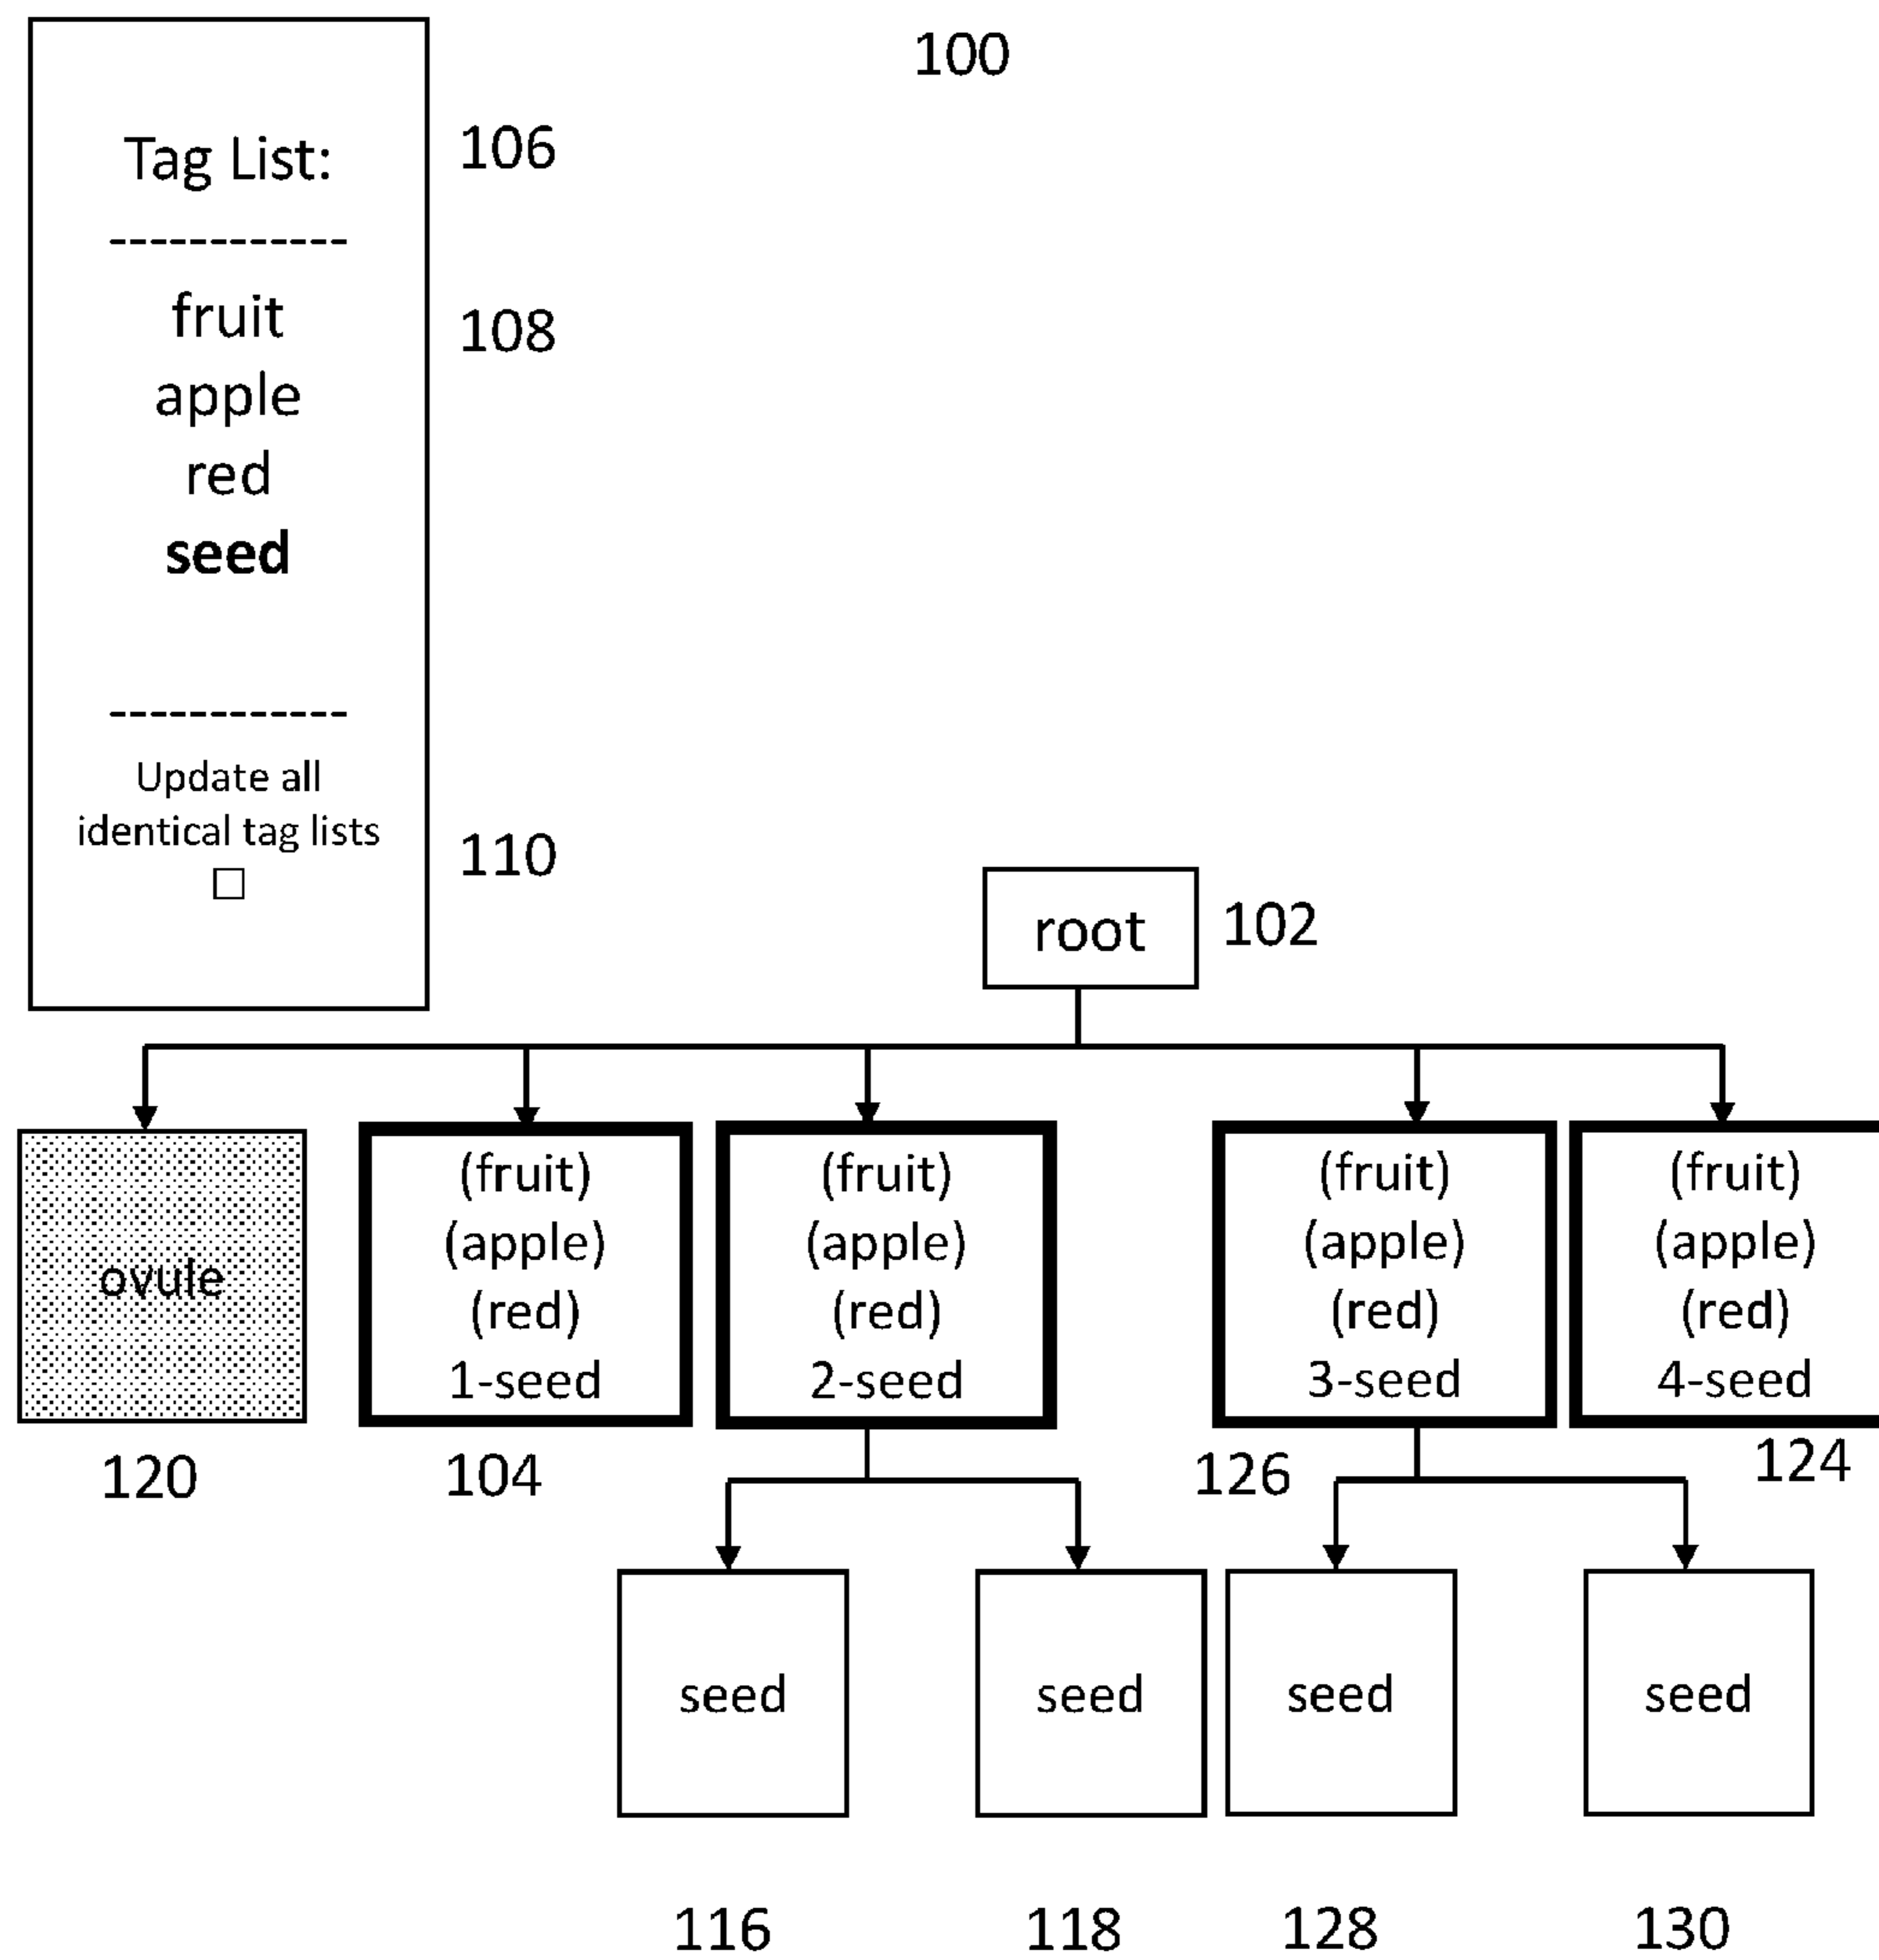 100
Tag List:
106
------------
fruit
108
apple
red
seed
------------
Update all
identical tag lists
110
root
102
ovule
(fruit)
(apple)
(red)
1-seed
(fruit)
(apple)
(red)
2-seed
(fruit)
(apple)
(red)
3-seed
(fruit)
(apple)
(red)
4-seed
120
104
126
124
seed
seed
seed
seed
116
118
128
130